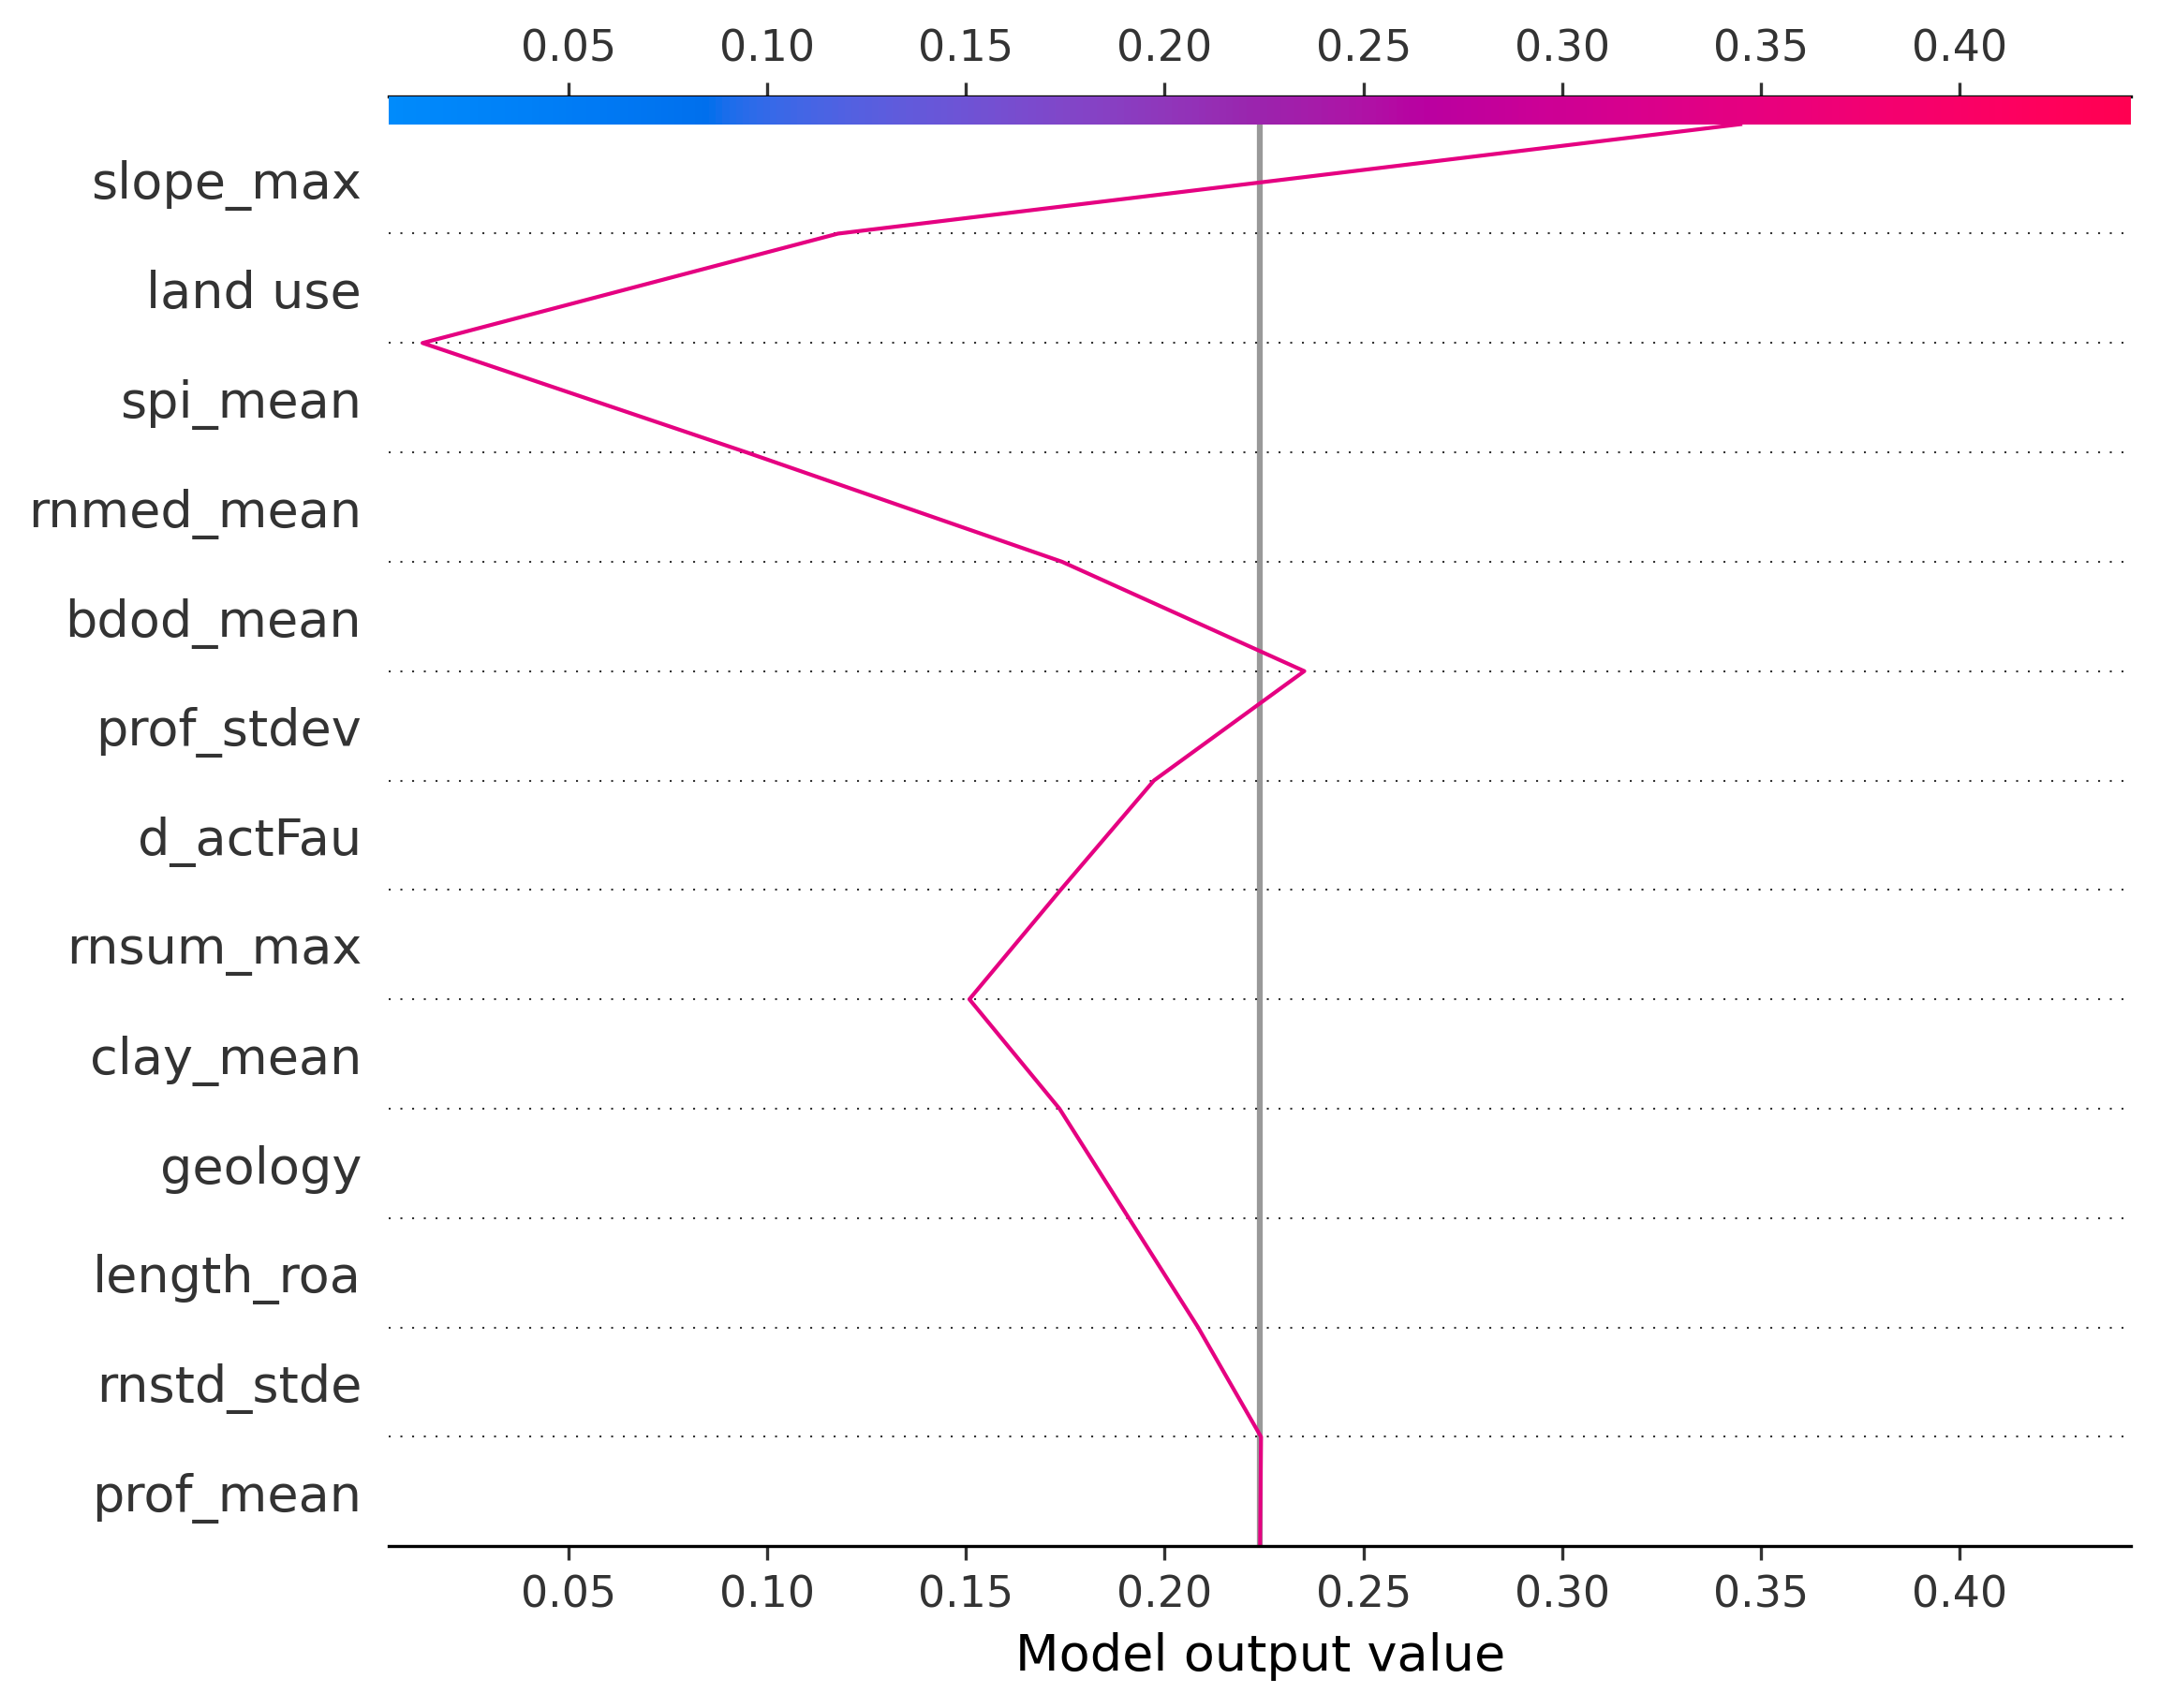 0.05 0.10 0.15 0.20 0.25 0.30 0.35 0.40
slope_max
land use
spi_mean
rnmed_mean
bdod_mean
prof_stdev
d_actFau
rnsum_max
clay_mean
geology
length_roa
rnstd_stde
prof_mean
0.05 0.10 0.15 0.20 0.25 0.30 0.35 0.40
Model output value